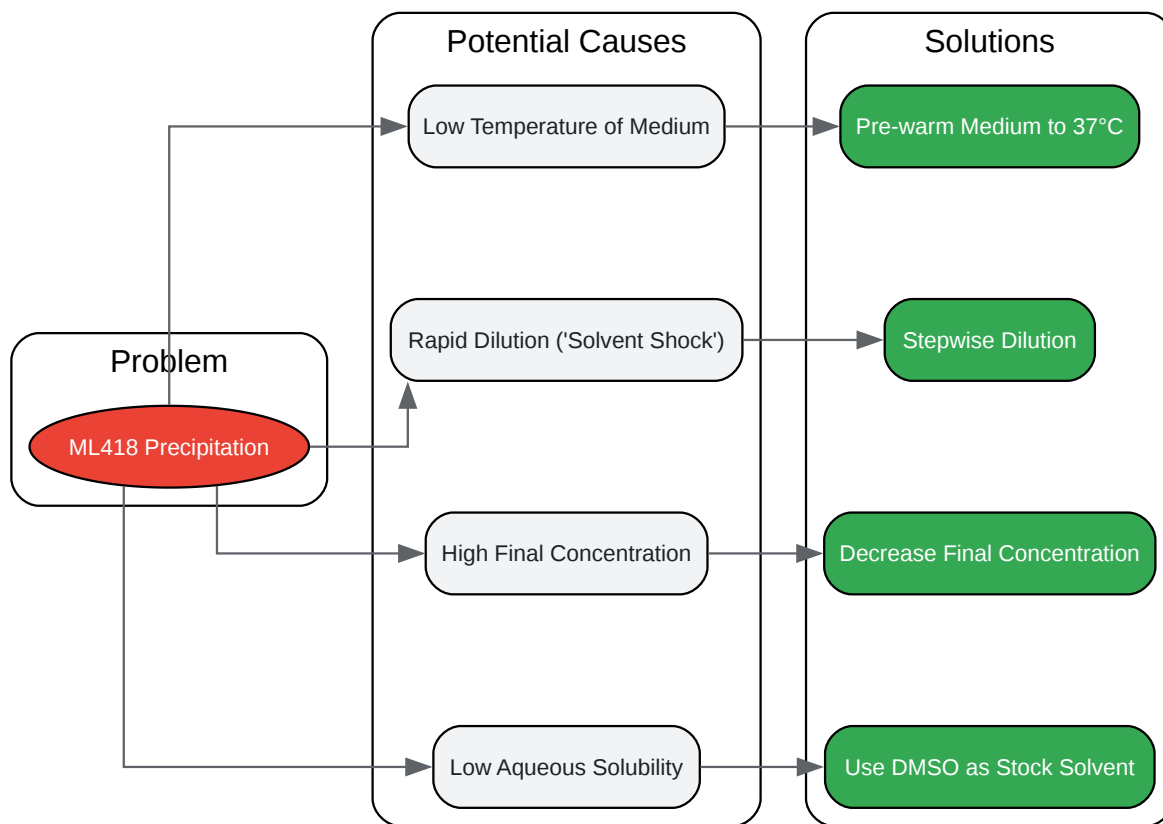 Potential Causes
Solutions
Low Temperature of Medium
Pre-warm Medium to 37°C
Rapid Dilution ('Solvent Shock')
Stepwise Dilution
Problem
ML418 Precipitation
High Final Concentration
Decrease Final Concentration
Low Aqueous Solubility
Use DMSO as Stock Solvent